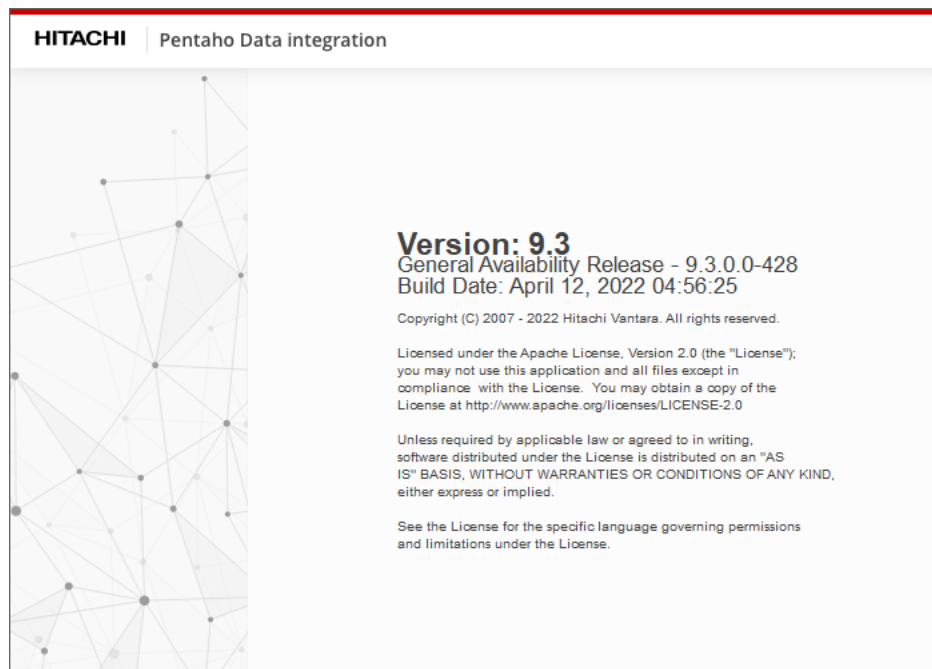 HITACHI
Pentaho Data integration
Version: 9.3
General Availability Release - 9.3.0.0-428
Build Date: April 12, 2022 04:56:25
Copyright (C) 2007 - 2022 Hitachi Vantara. All rights reserved.
Licensed under the Apache License, Version 2.0 (the "License");
you may not use this application and all files except in
compliance  with the License.  You may obtain a copy of the
License at http://www.apache.org/licenses/LICENSE-2.0
Unless required by applicable law or agreed to in writing,
software distributed under the License is distributed on an "AS
IS" BASIS, WITHOUT WARRANTIES OR CONDITIONS OF ANY KIND,
either express or implied.
See the License for the specific language governing permissions
and limitations under the License.